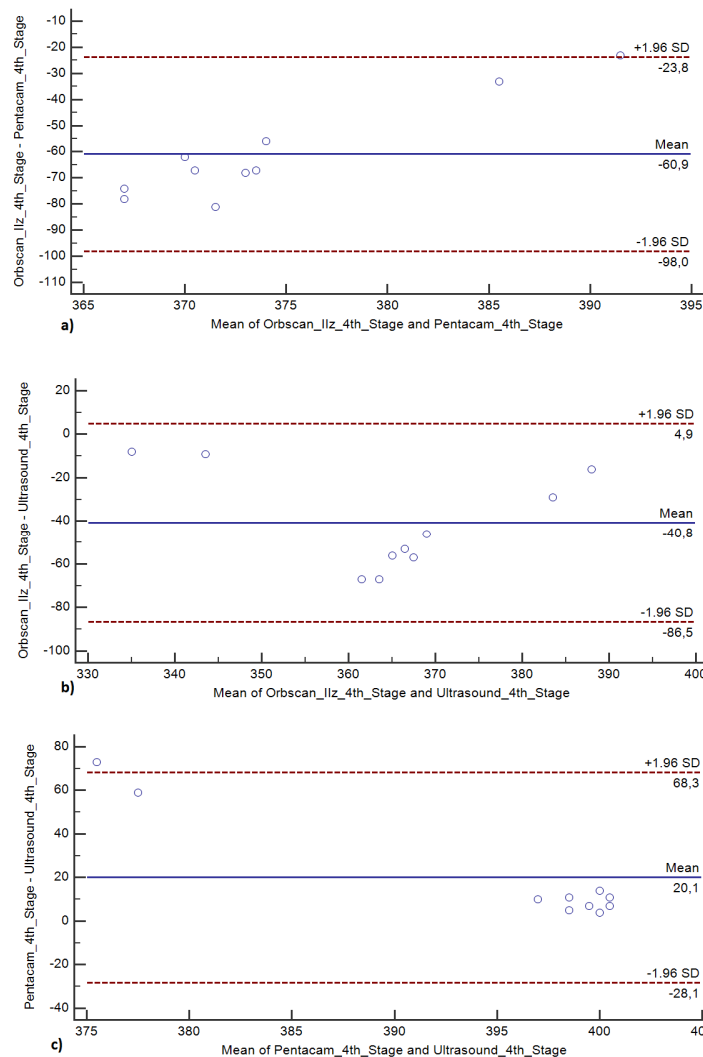 -10
-20
-30
-40
-50
-60
-70
-80
-90
-100
-110
Orbscan_IIz_4th_Stage - Pentacam_4th_Stage
+1.96 SD
-23,8
Mean
-60,9
-1.96 SD
-98,0
365 370 375 380 385 390 395
Mean of Orbscan_IIz_4th_Stage and Pentacam_4th_Stage
a)
20
0
-20
-40
-60
-80
-100
Orbscan_IIz_4th_Stage - Ultrasound_4th_Stage
+1.96 SD
4,9
Mean
-40,8
-1.96 SD
-86,5
330 340 350 360 370 380 390 400
Mean of Orbscan_IIz_4th_Stage and Ultrasound_4th_Stage
b)
80
60
40
20
0
-20
-40
Pentacam_4th_Stage - Ultrasound_4th_Stage
+1.96 SD
68,3
Mean
20,1
-1.96 SD
-28,1
375 380 385 390 395 400
Mean of Pentacam_4th_Stage and Ultrasound_4th_Stage
c)